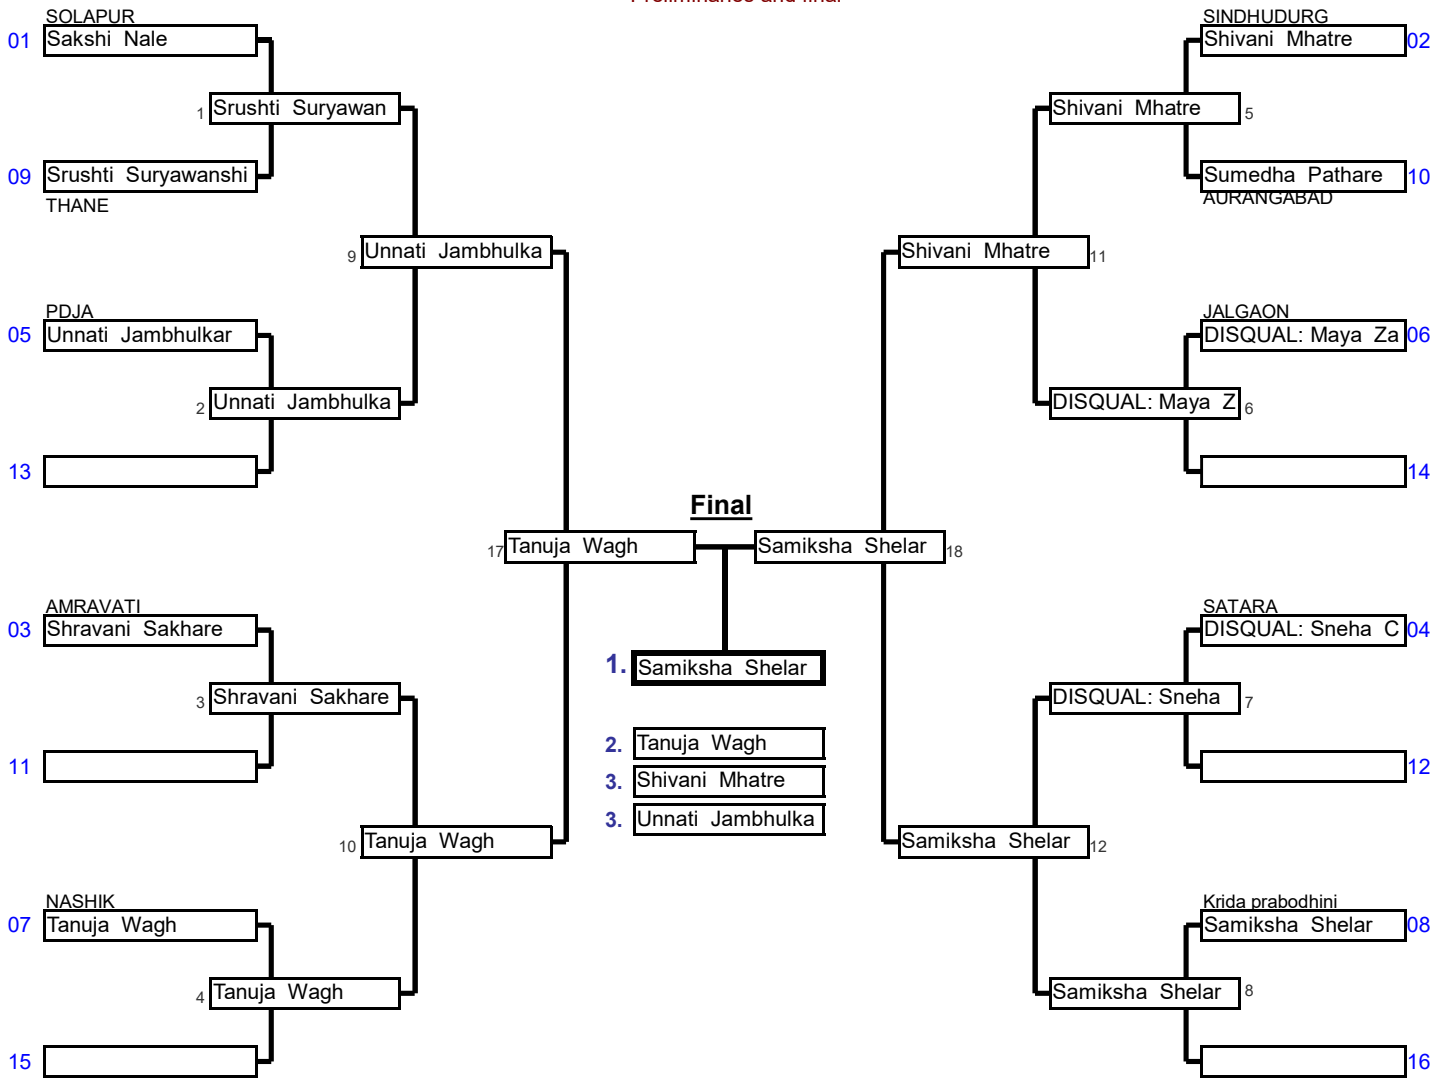 Preliminaries and final
SOLAPUR
01 Sakshi Nale
1 Srushti Suryawan
09 Srushti Suryawanshi
THANE
9 Unnati Jambhulka
PDJA
05 Unnati Jambhulkar
2 Unnati Jambhulka
13
17 Tanuja Wagh
AMRAVATI
03 Shravani Sakhare
3 Shravani Sakhare
11
10 Tanuja Wagh
NASHIK
07 Tanuja Wagh
4 Tanuja Wagh
15
Final
1. Samiksha Shelar
2. Tanuja Wagh
3. Shivani Mhatre
3. Unnati Jambhulka
SINDHUDURG
Shivani Mhatre 02
Shivani Mhatre 5
Sumedha Pathare 10
AURANGABAD
Shivani Mhatre 11
JALGAON
DISQUAL: Maya Za 06
DISQUAL: Maya Z 6
14
Samiksha Shelar 18
SATARA
DISQUAL: Sneha C 04
DISQUAL: Sneha 7
12
Samiksha Shelar 12
Krida prabodhini
Samiksha Shelar 08
Samiksha Shelar 8
16